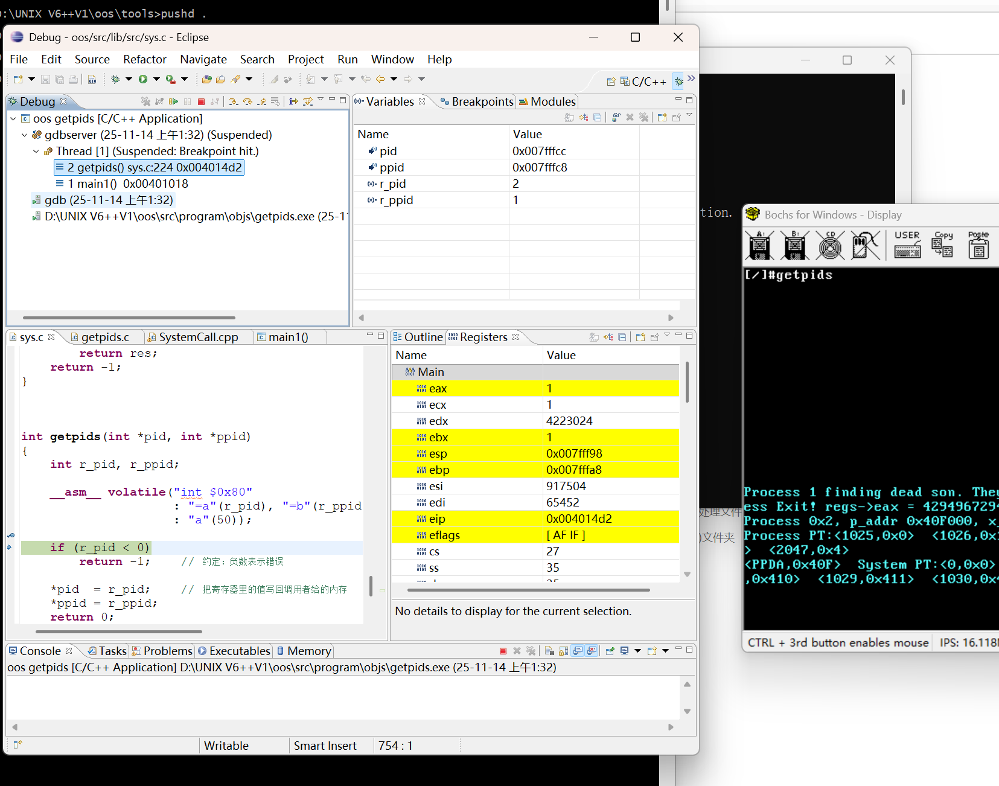 :\UNIX V6++V1\oos\tools>pushd .
Debug - oos/src/lib/src/sys.c - Eclipse
File Edit Source Refactor Navigate Search Project Run Window Help
C/C++
Debug
oos getpids [C/C++ Application]
gdbserver (25-11-14 上午1:32) (Suspended)
Thread [1] (Suspended: Breakpoint hit.)
2 getpids() sys.c:224 0x004014d2
1 main1() 0x00401018
gdb (25-11-14 上午1:32)
D:\UNIX V6++V1\oos\src\program\objs\getpids.exe (25-11
Variables Breakpoints Modules
Name Value
pid 0x007fffcc
ppid 0x007fffc8
r_pid 2
r_ppid 1
sys.c getpids.c SystemCall.cpp main1()
return res;
return -1;
}
int getpids(int *pid, int *ppid)
{
int r_pid, r_ppid;
__asm__ volatile("int $0x80"
: "=a"(r_pid), "=b"(r_ppid
: "a"(50));
if (r_pid < 0)
return -1; // 约定：负数表示错误
*pid = r_pid; // 把寄存器里的值写回调用者给的内存
*ppid = r_ppid;
return 0;
Outline Registers
Name Value
Main
eax 1
ecx 1
edx 4223024
ebx 1
esp 0x007fff98
ebp 0x007fffa8
esi 917504
edi 65452
eip 0x004014d2
eflags [ AF IF ]
cs 27
ss 35
No details to display for the current selection.
Console Tasks Problems Executables Memory
oos getpids [C/C++ Application] D:\UNIX V6++V1\oos\src\program\objs\getpids.exe (25-11-14 上午1:32)
Writable Smart Insert 754 : 1
tion.
处理文件
)文件夹
Bochs for Windows - Display
A: B: CD USER Copy Paste
[/]#getpids
Process 1 finding dead son. They
ess Exit! regs->eax = 4294967294
Process 0x2, p_addr 0x40F000, x_
Process PT:<1025,0x0> <1026,0x
> <2047,0x4>
<PPDA,0x40F> System PT:<0,0x0>
,0x410> <1029,0x411> <1030,0x4
CTRL + 3rd button enables mouse IPS: 16.118